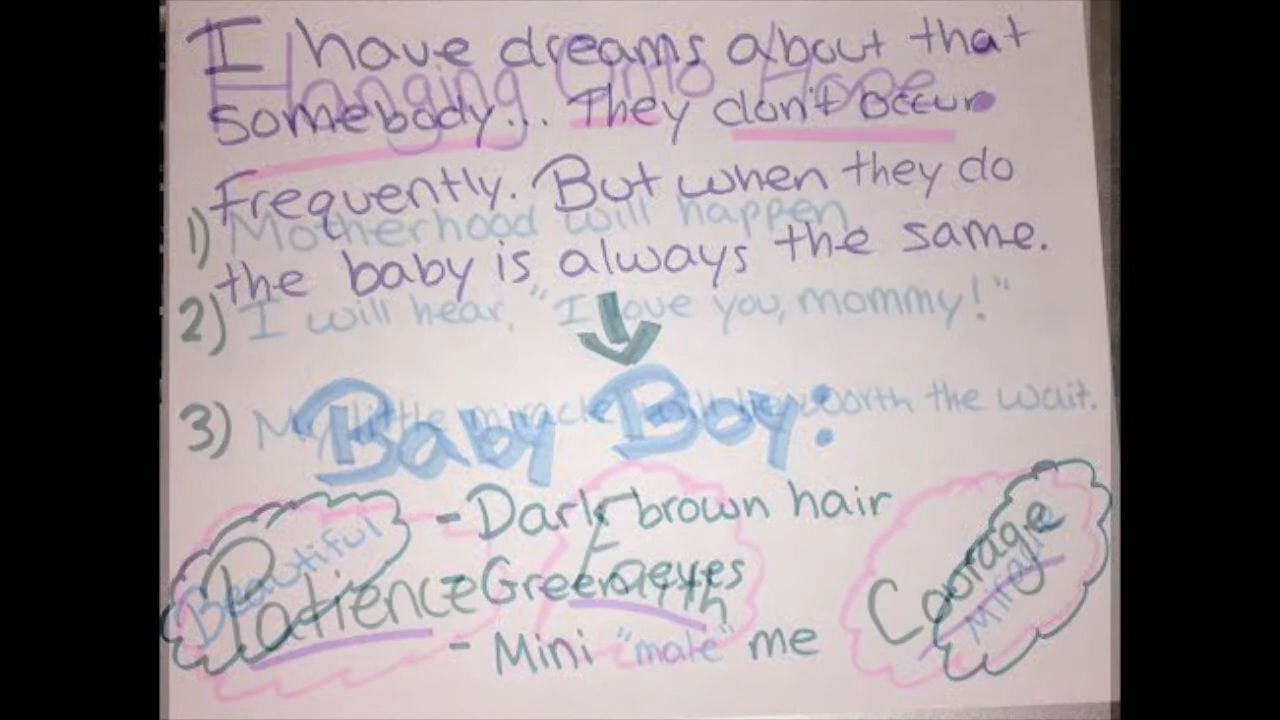 I have dreams about that
Hanging Onto Hope
somebody... They don't occur
frequently. But when they do
1) Motherhood will happen
the baby is always the same.
2) I will hear, "I love you, mommy!"
3) My little miracle will be worth the wait.
Baby Boy:
- Dark brown hair
Beautiful
Courage
Miracle
Faith
Patience
- Green eyes
- Mini "male" me